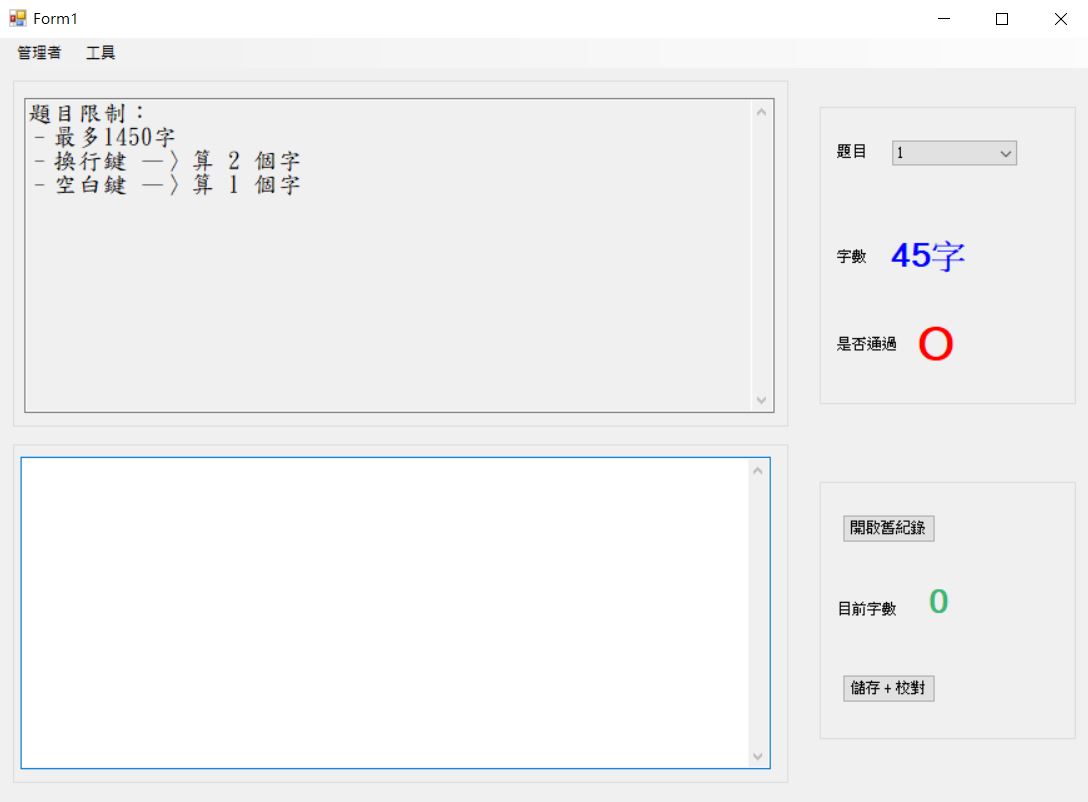 Form1
管理者 工具
題目限制：
- 最多1450字
- 換行鍵 —〉算 2 個字
- 空白鍵 —〉算 1 個字
題目 1
字數 45字
是否通過 O
開啟舊紀錄
目前字數 0
儲存 + 校對